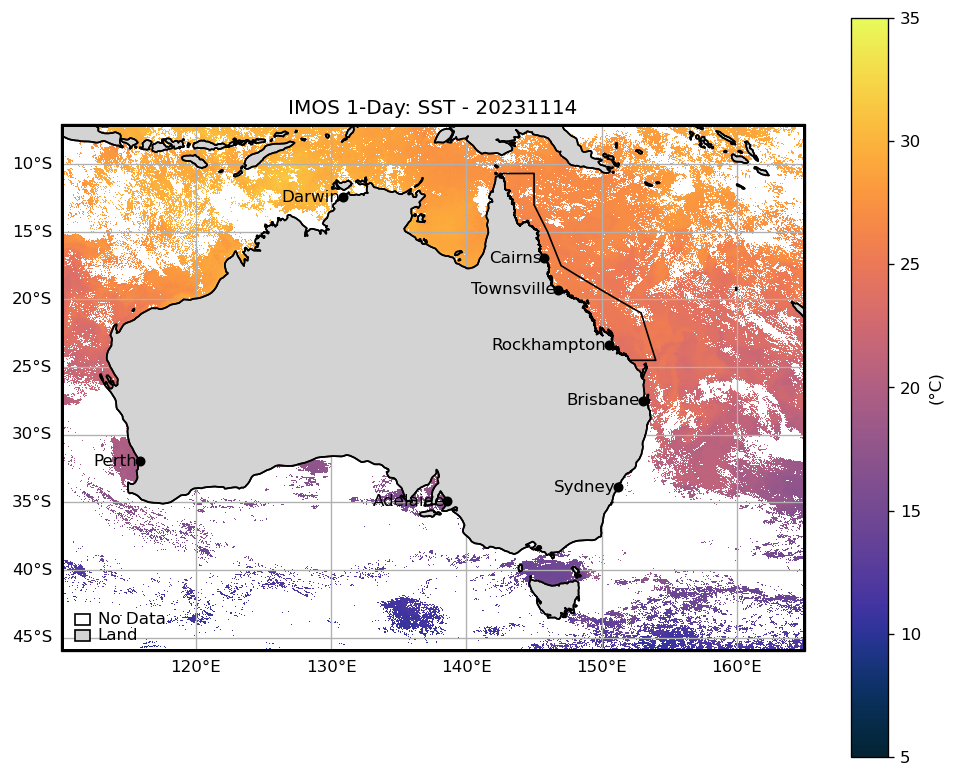 IMOS 1-Day: SST - 20231114
35
30
25
20
15
10
5
(°C)
10°S
15°S
20°S
25°S
30°S
35°S
40°S
45°S
Darwin
Cairns
Townsville
Rockhampton
Brisbane
Perth
Sydney
Adelaide
No Data
Land
120°E
130°E
140°E
150°E
160°E